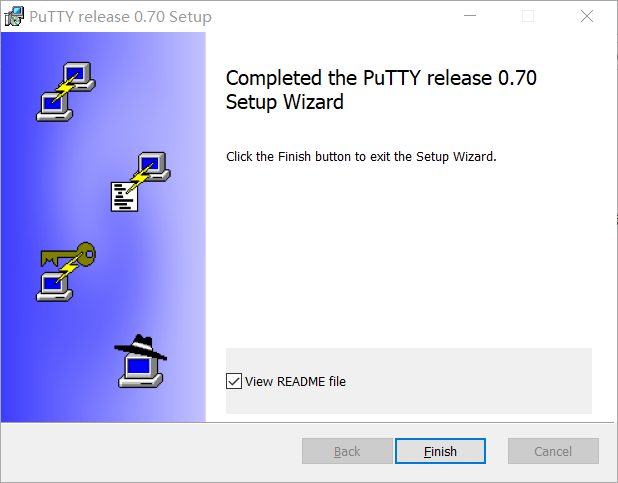 PuTTY release 0.70 Setup
Completed the PuTTY release 0.70
Setup Wizard
Click the Finish button to exit the Setup Wizard.
View README file
Back
Finish
Cancel